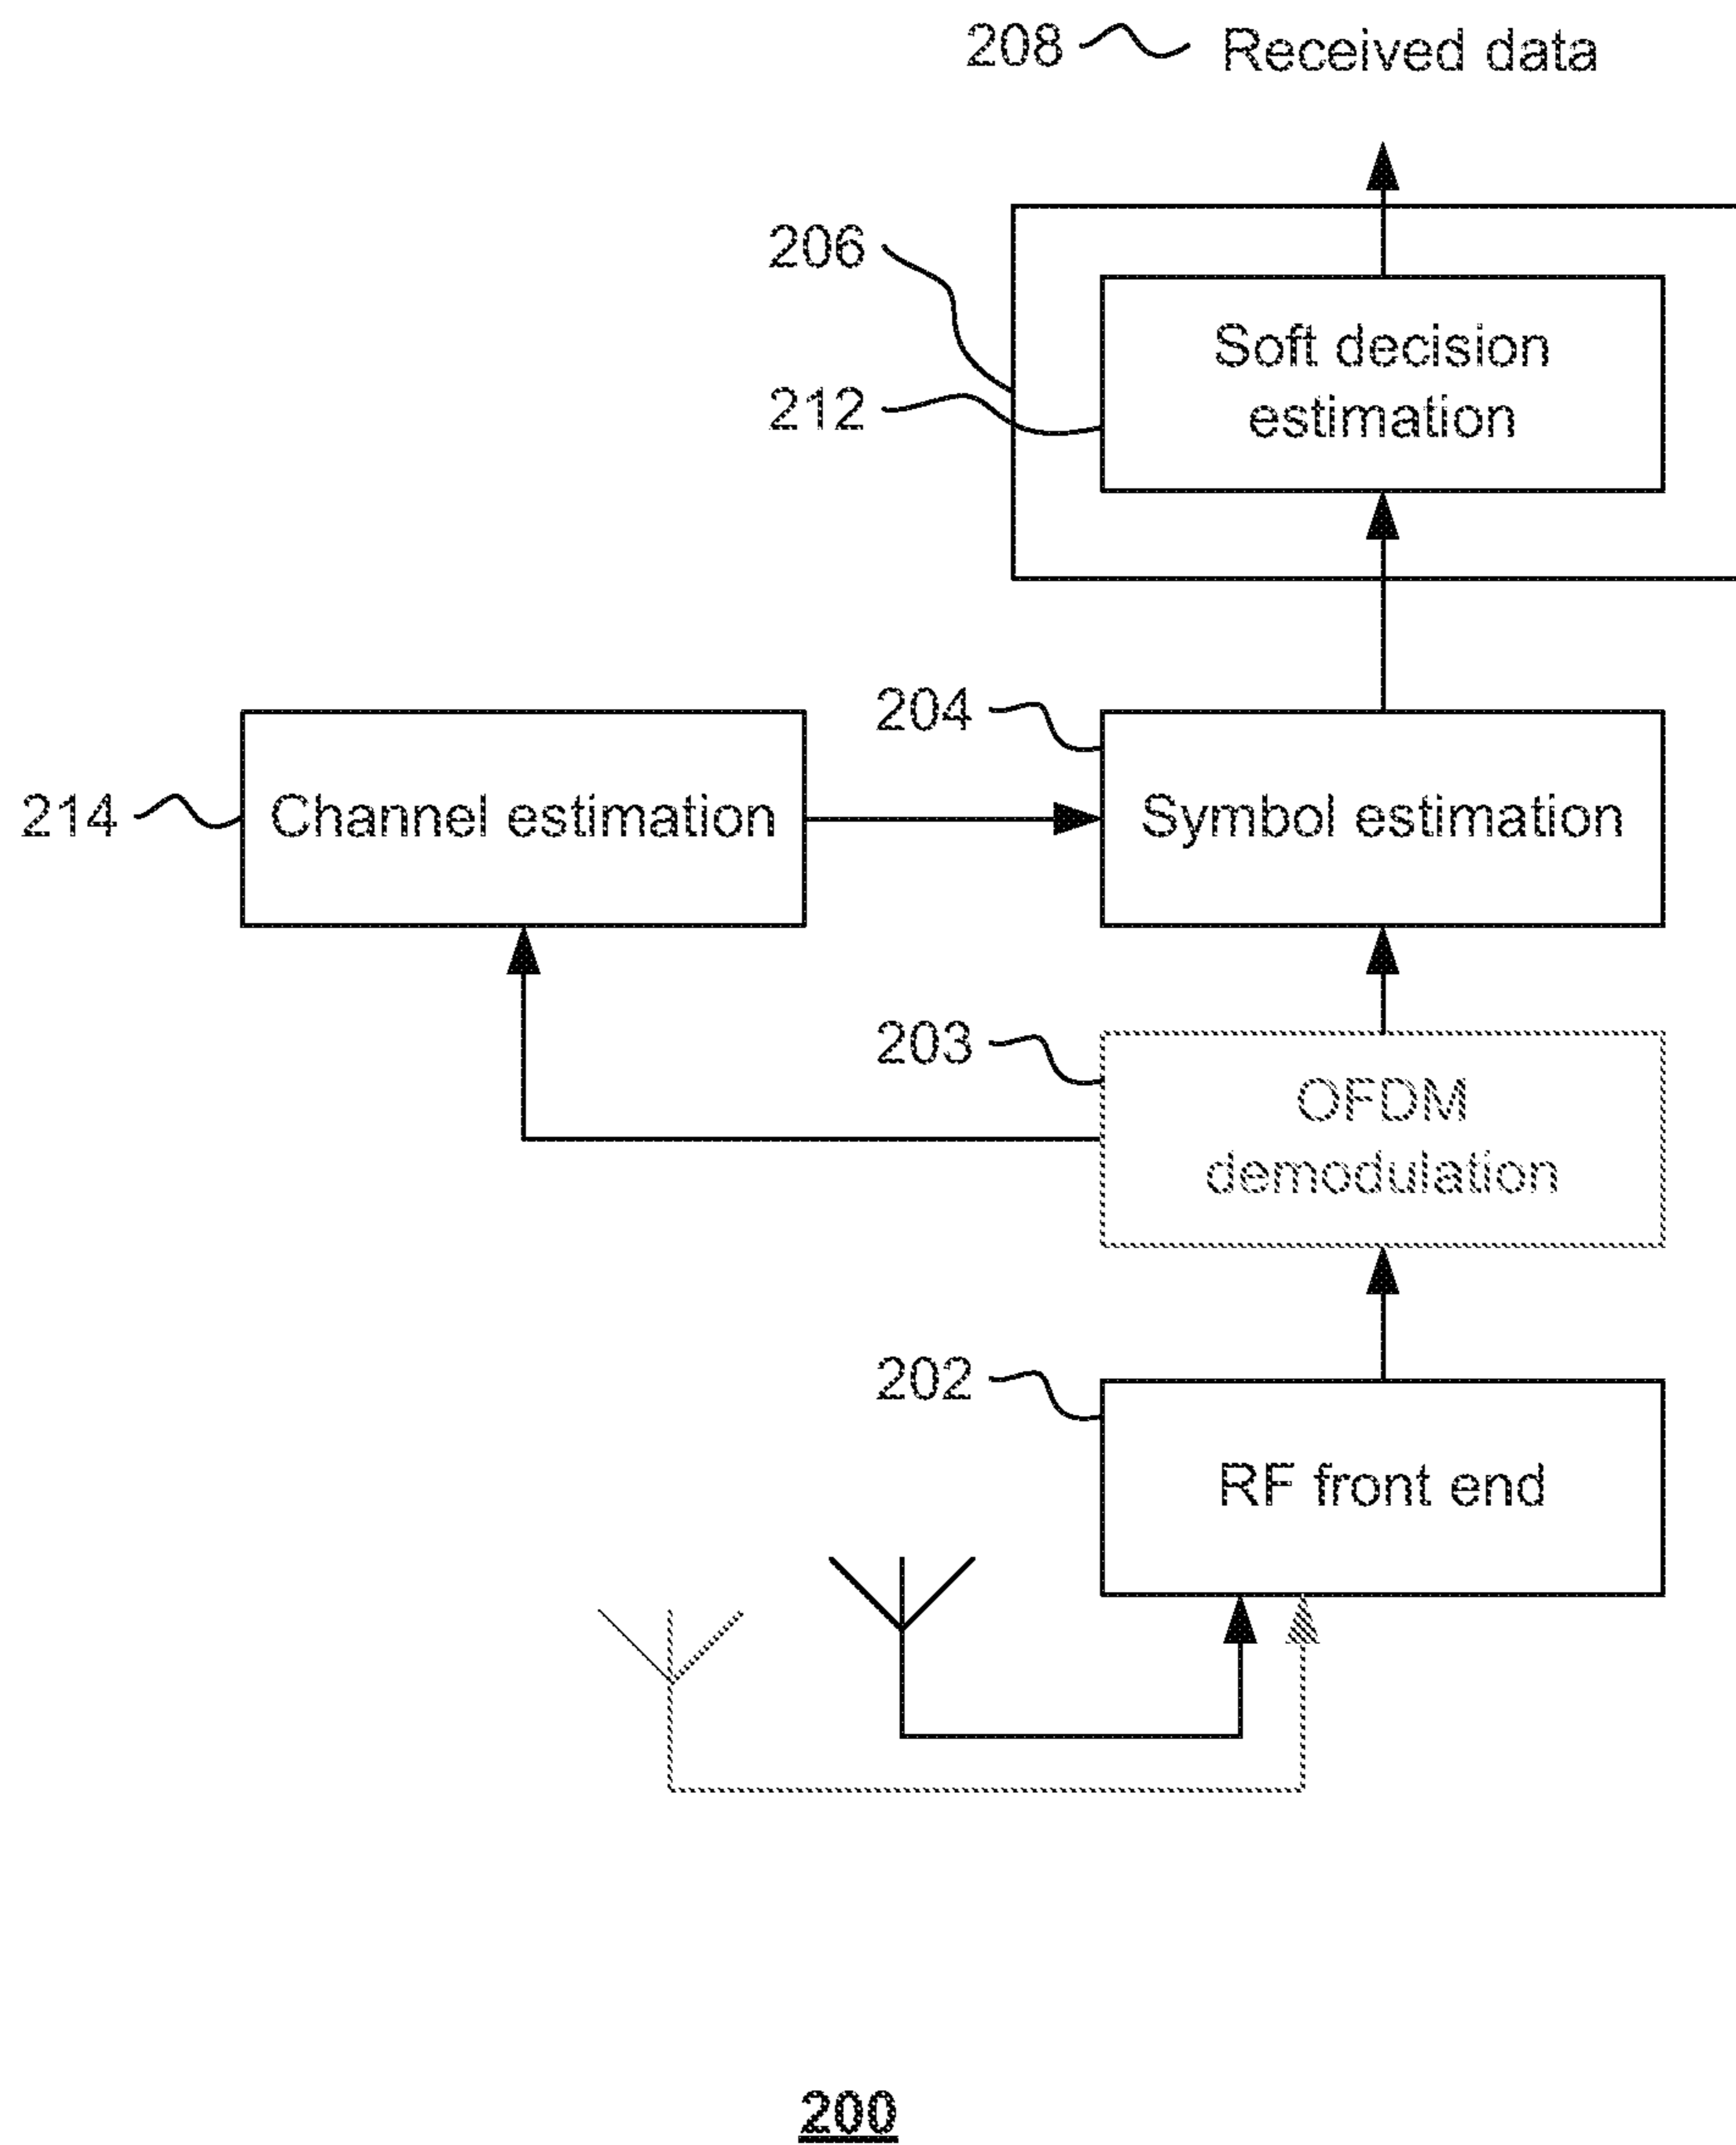 208 Received data
206
Soft decision
estimation
212
204
214 Channel estimation
Symbol estimation
203
OFDM
demodulation
202
RF front end
200